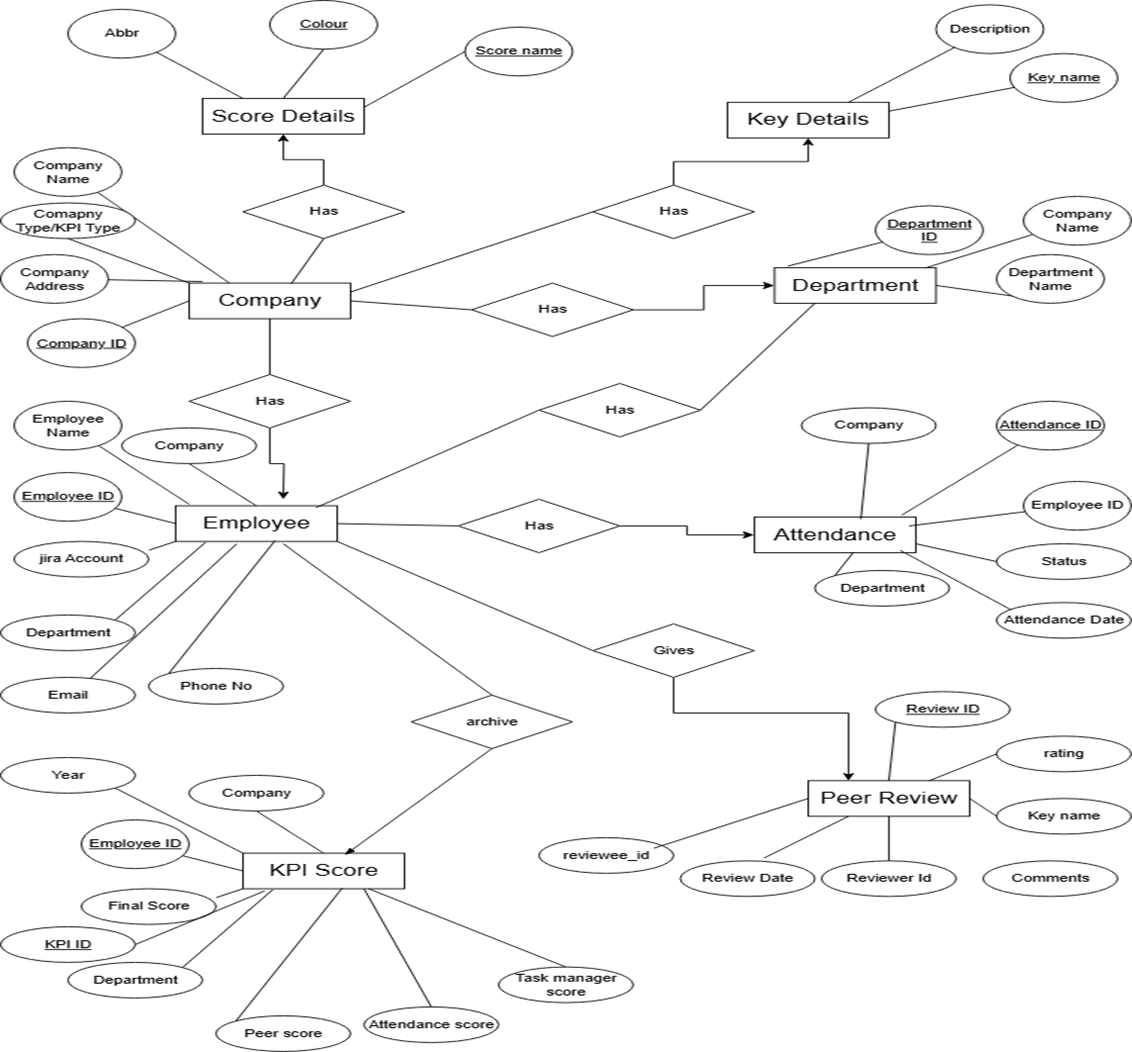 Abbr
Colour
Score name
Score Details
Description
Key name
Key Details
Company
Name
Comapny
Type/KPI Type
Company
Address
Company ID
Company
Has
Has
Has
Department
ID
Company
Name
Department
Name
Department
Has
Has
Employee
Name
Company
Employee ID
jira Account
Employee
Department
Email
Phone No
Has
Company
Attendance ID
Employee ID
Status
Attendance Date
Department
Attendance
Gives
archive
Review ID
rating
Key name
Comments
Peer Review
reviewee_id
Review Date
Reviewer Id
Year
Company
Employee ID
KPI Score
Final Score
KPI ID
Department
Peer score
Attendance score
Task manager
score